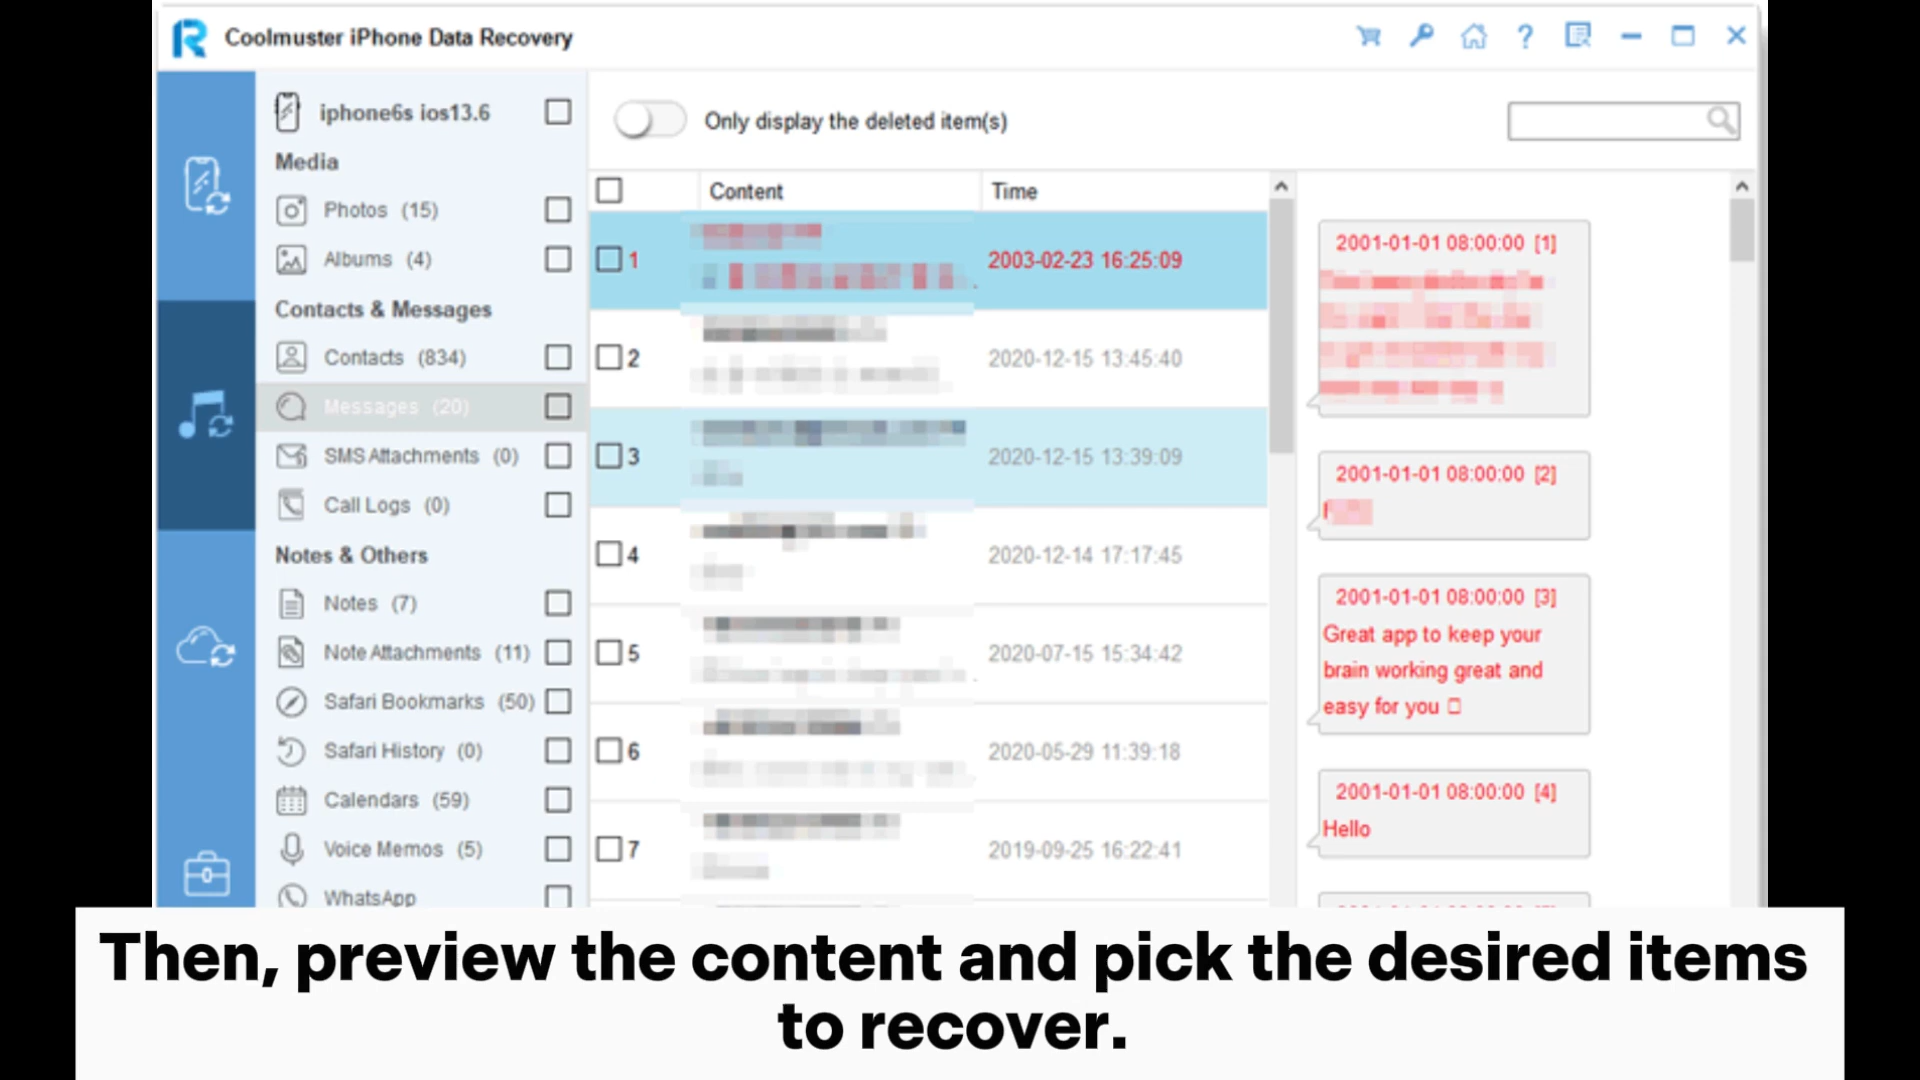 Coolmuster iPhone Data Recovery
iphone6s ios13.6
Media
Photos (15)
Albums (4)
Contacts & Messages
Contacts (834)
Messages (20)
SMS Attachments (0)
Call Logs (0)
Notes & Others
Notes (7)
Note Attachments (11)
Safari Bookmarks (50)
Safari History (0)
Calendars (59)
Voice Memos (5)
WhatsApp
Only display the deleted item(s)
Content Time
1 2003-02-23 16:25:09
2 2020-12-15 13:45:40
3 2020-12-15 13:39:09
4 2020-12-14 17:17:45
5 2020-07-15 15:34:42
6 2020-05-29 11:39:18
7 2019-09-25 16:22:41
2001-01-01 08:00:00 [1]
2001-01-01 08:00:00 [2]
2001-01-01 08:00:00 [3]
Great app to keep your
brain working great and
easy for you
2001-01-01 08:00:00 [4]
Hello
Then, preview the content and pick the desired items
to recover.